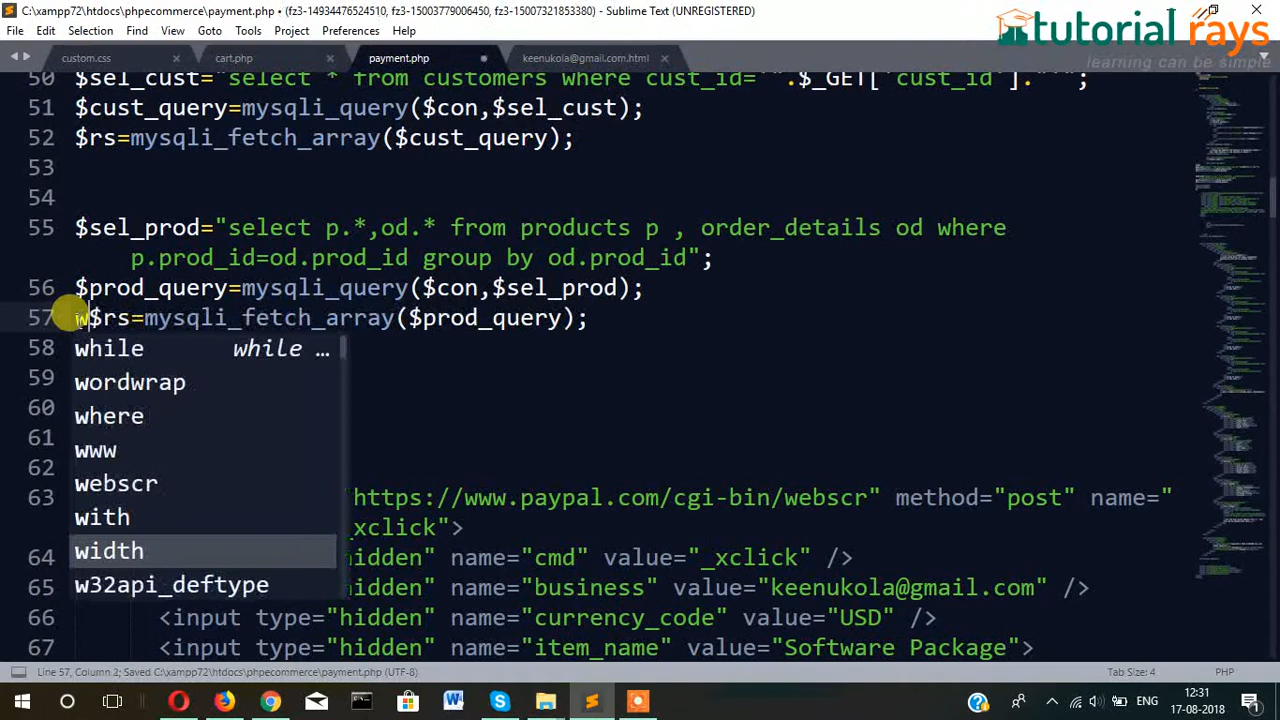 C:\xampp72\htdocs\phpecommerce\payment.php • (fz3-14934476524510, fz3-15003379006450, fz3-15007321853380) - Sublime Text (UNREGISTERED)
File Edit Selection Find View Goto Tools Project Preferences Help
tutorial rays
learning can be simple
custom.css cart.php payment.php keenukola@gmail.com.html
50 $sel_cust="select * from customers where cust_id='".$_GET['cust_id']."'";
51 $cust_query=mysqli_query($con,$sel_cust);
52 $rs=mysqli_fetch_array($cust_query);
53
54
55 $sel_prod="select p.*,od.* from products p , order_details od where
p.prod_id=od.prod_id group by od.prod_id";
56 $prod_query=mysqli_query($con,$sel_prod);
57 w$rs=mysqli_fetch_array($prod_query);
58 while while …
59 wordwrap
60 where
61 www
62 webscr
63 "https://www.paypal.com/cgi-bin/webscr" method="post" name="
with _xclick">
64 width hidden" name="cmd" value="_xclick" />
65 w32api_deftype hidden" name="business" value="keenukola@gmail.com" />
66 <input type="hidden" name="currency_code" value="USD" />
67 <input type="hidden" name="item_name" value="Software Package">
Line 57, Column 2; Saved C:\xampp72\htdocs\phpecommerce\payment.php (UTF-8) Tab Size: 4 PHP
ENG 12:31
17-08-2018